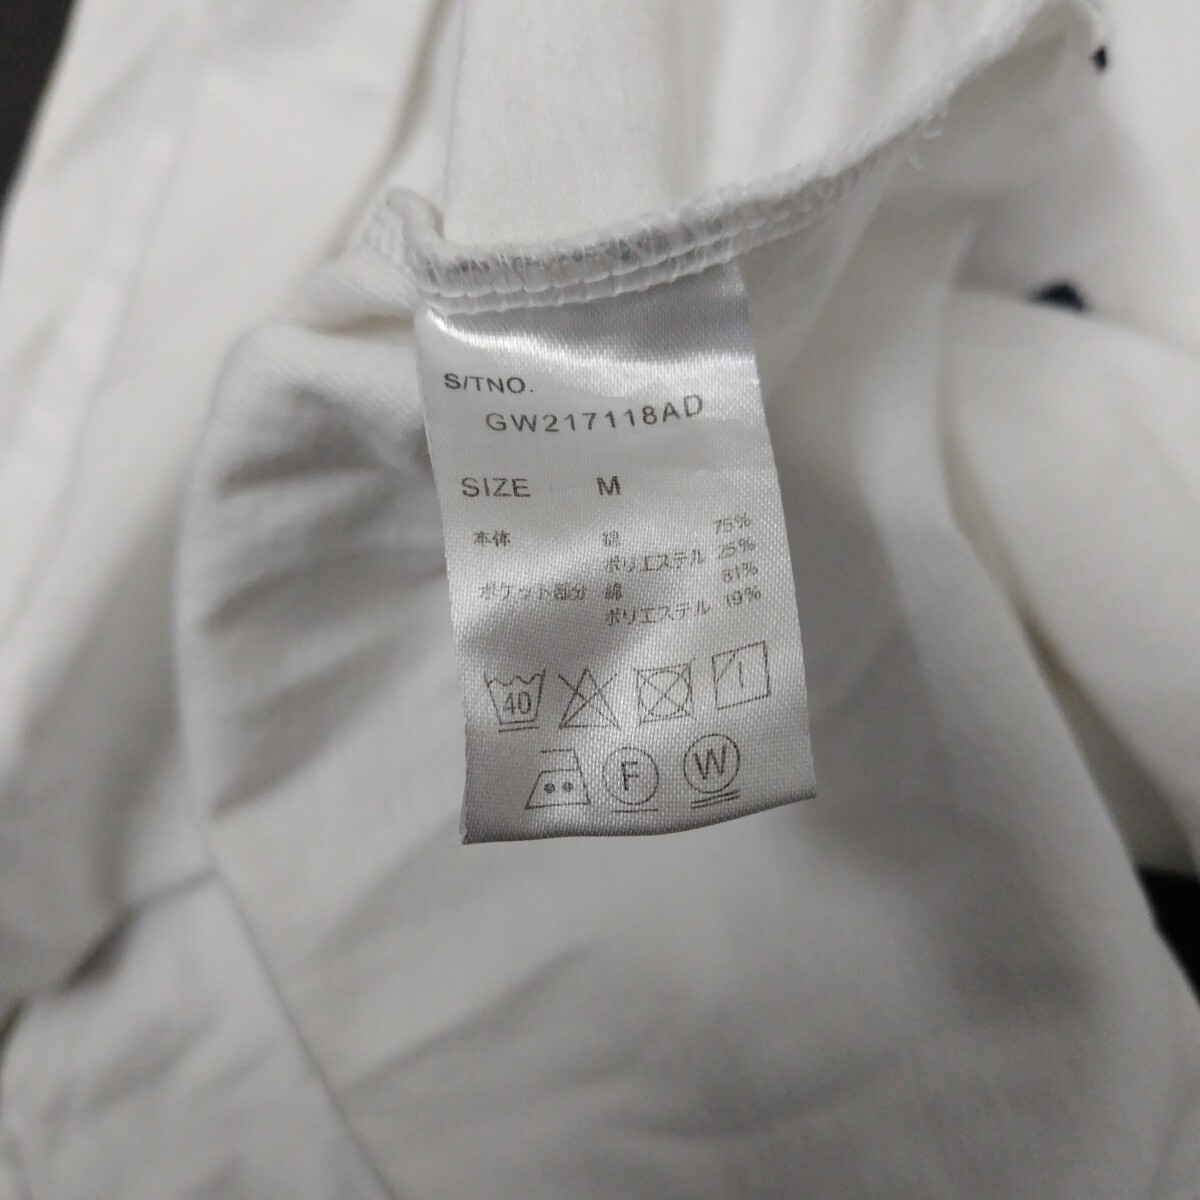 S/TNO.
GW217118AD
SIZE M
本体 綿 75%
ポリエステル 25%
ポケット部分 綿 81%
ポリエステル 19%
40
F
W